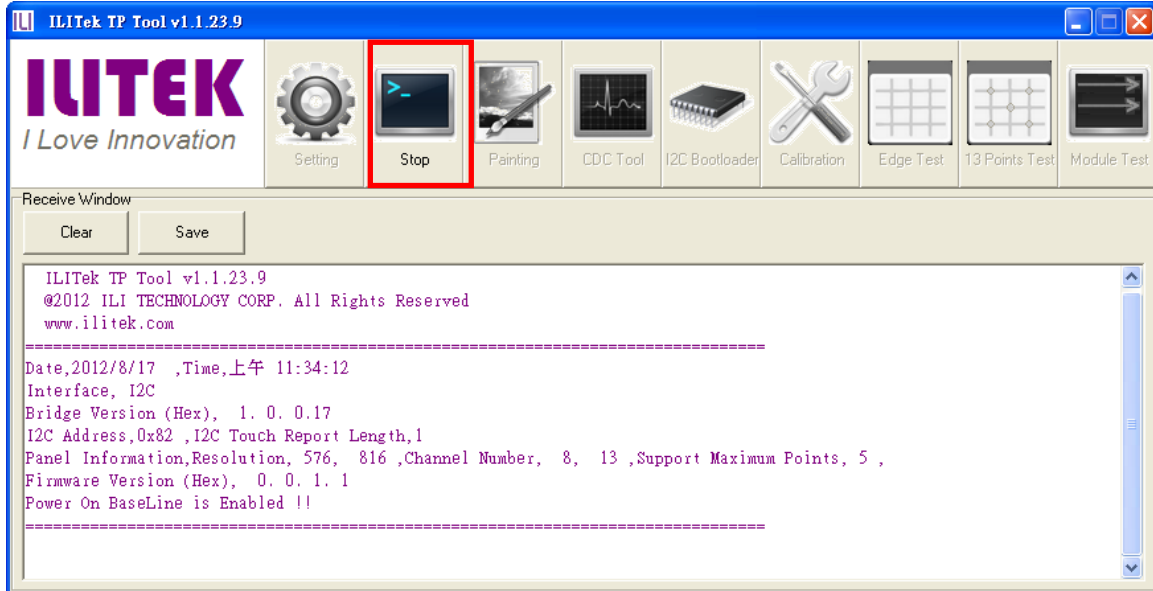 ILITek TP Tool v1.1.23.9
ILITEK
I Love Innovation
Setting
Stop
Painting
CDC Tool
I2C Bootloader
Calibration
Edge Test
13 Points Test
Module Test
Receive Window
Clear
Save
ILITek TP Tool v1.1.23.9
@2012 ILI TECHNOLOGY CORP. All Rights Reserved
www.ilitek.com
================================================================================
Date,2012/8/17  ,Time,上午 11:34:12
Interface, I2C
Bridge Version (Hex),  1. 0. 0.17
I2C Address,0x82 ,I2C Touch Report Length,1
Panel Information,Resolution, 576,  816 ,Channel Number,  8,  13 ,Support Maximum Points, 5 ,
Firmware Version (Hex),  0. 0. 1. 1
Power On BaseLine is Enabled !!
================================================================================